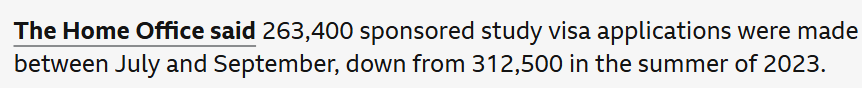 The Home Office said 263,400 sponsored study visa applications were made
between July and September, down from 312,500 in the summer of 2023.